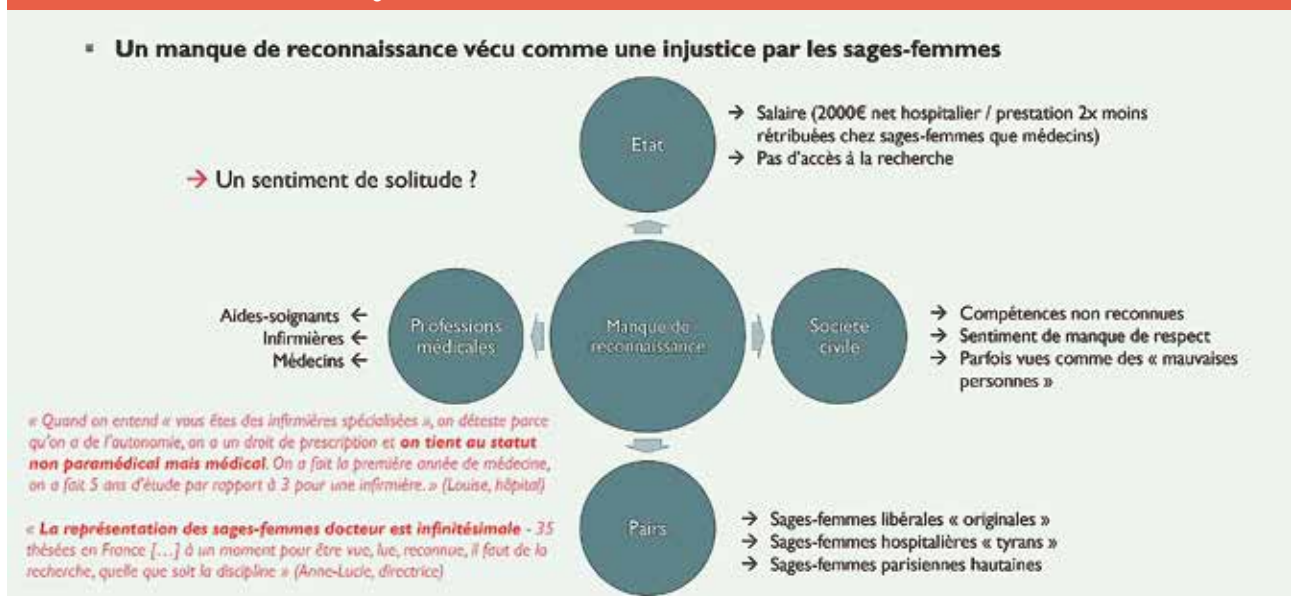 ▪ Un manque de reconnaissance vécu comme une injustice par les sages-femmes
Etat
→ Salaire (2000€ net hospitalier / prestation 2x moins
rétribuées chez sages-femmes que médecins)
→ Pas d'accès à la recherche
→ Un sentiment de solitude ?
Aides-soignants ←
Infirmières ←
Médecins ←
Professions
médicales
Manque de
reconnaissance
Société
civile
→ Compétences non reconnues
→ Sentiment de manque de respect
→ Parfois vues comme des « mauvaises
personnes »
« Quand on entend « vous êtes des infirmières spécialisées », on déteste parce
qu'on a de l'autonomie, on a un droit de prescription et on tient au statut
non paramédical mais médical. On a fait la première année de médecine,
on a fait 5 ans d'étude par rapport à 3 pour une infirmière. » (Louise, hôpital)
« La représentation des sages-femmes docteur est infinitésimale - 35
thésées en France [...] à un moment pour être vue, lue, reconnue, il faut de la
recherche, quelle que soit la discipline » (Anne-Lucie, directrice)
Pairs
→ Sages-femmes libérales « originales »
→ Sages-femmes hospitalières « tyrans »
→ Sages-femmes parisiennes hautaines